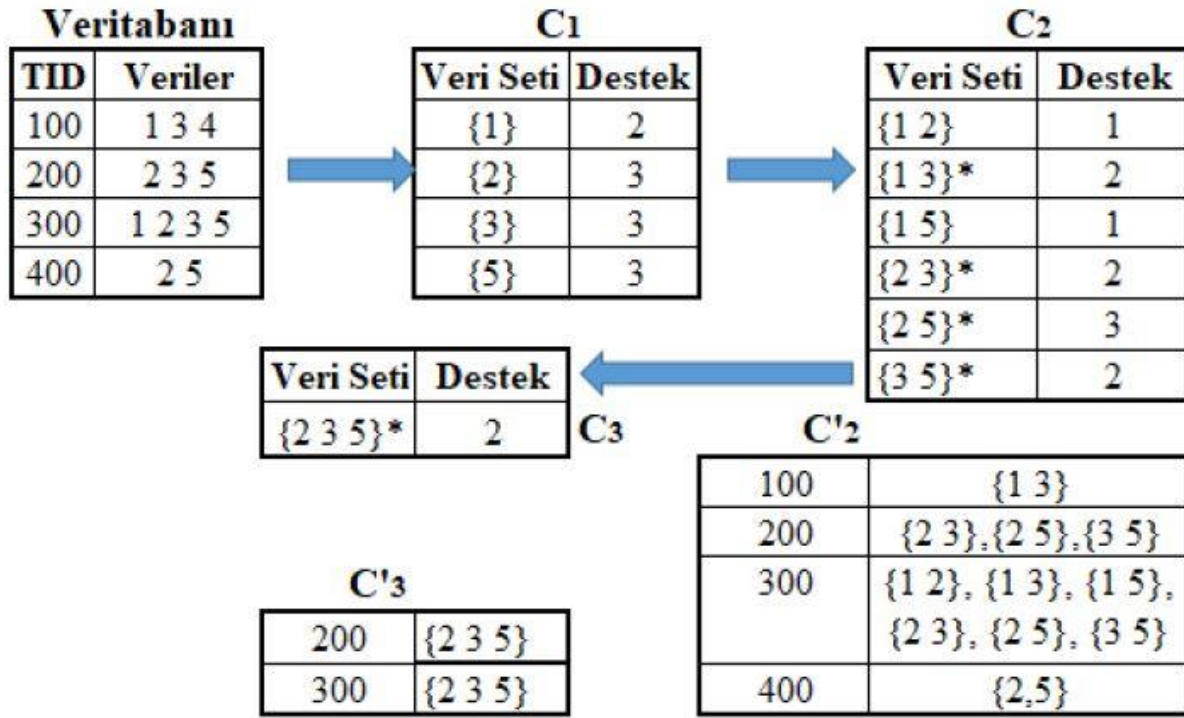 Veritabanı
TID Veriler
100 1 3 4
200 2 3 5
300 1 2 3 5
400 2 5
C1
Veri Seti Destek
{1} 2
{2} 3
{3} 3
{5} 3
C2
Veri Seti Destek
{1 2} 1
{1 3}* 2
{1 5} 1
{2 3}* 2
{2 5}* 3
{3 5}* 2
Veri Seti Destek
{2 3 5}* 2
C3
C'2
100 {1 3}
200 {2 3},{2 5},{3 5}
300 {1 2}, {1 3}, {1 5},
{2 3}, {2 5}, {3 5}
400 {2,5}
C'3
200 {2 3 5}
300 {2 3 5}